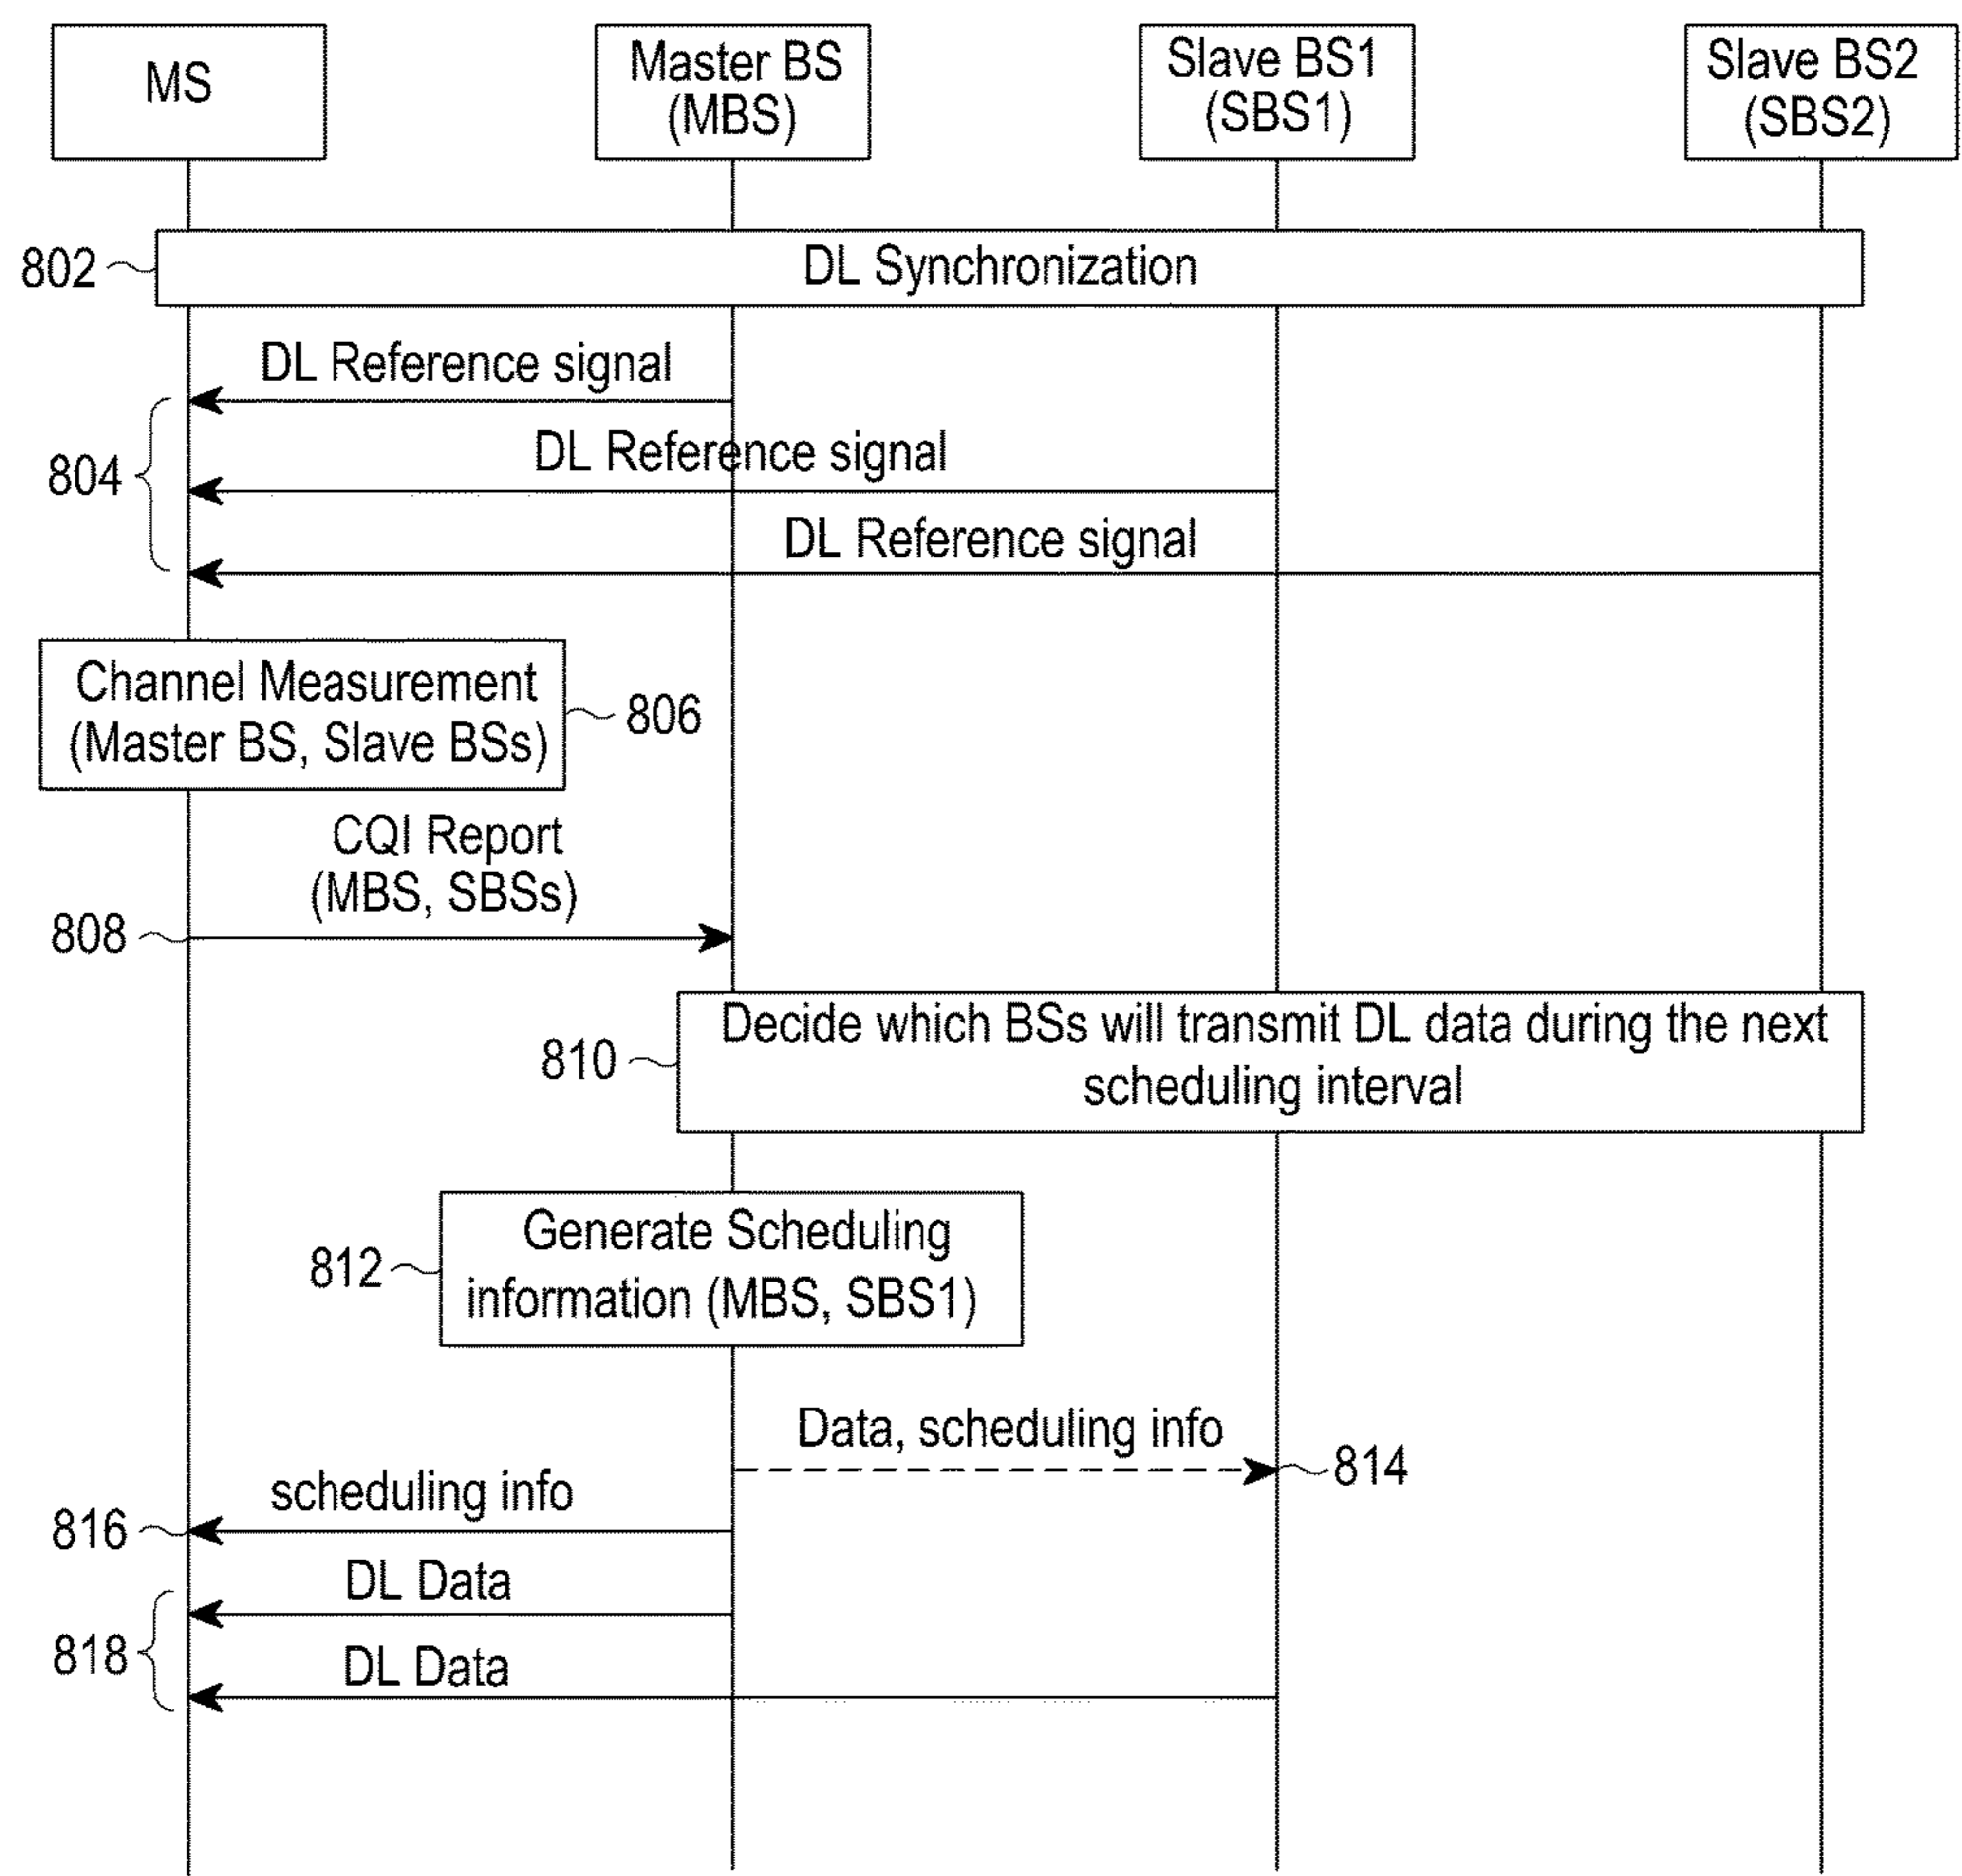 MS
Master BS
(MBS)
Slave BS1
(SBS1)
Slave BS2
(SBS2)
802
DL Synchronization
DL Reference signal
DL Reference signal
804
DL Reference signal
Channel Measurement
(Master BS, Slave BSs)
806
CQI Report
(MBS, SBSs)
808
Decide which BSs will transmit DL data during the next
scheduling interval
810
Generate Scheduling
information (MBS, SBS1)
812
Data, scheduling info
814
scheduling info
816
DL Data
818
DL Data